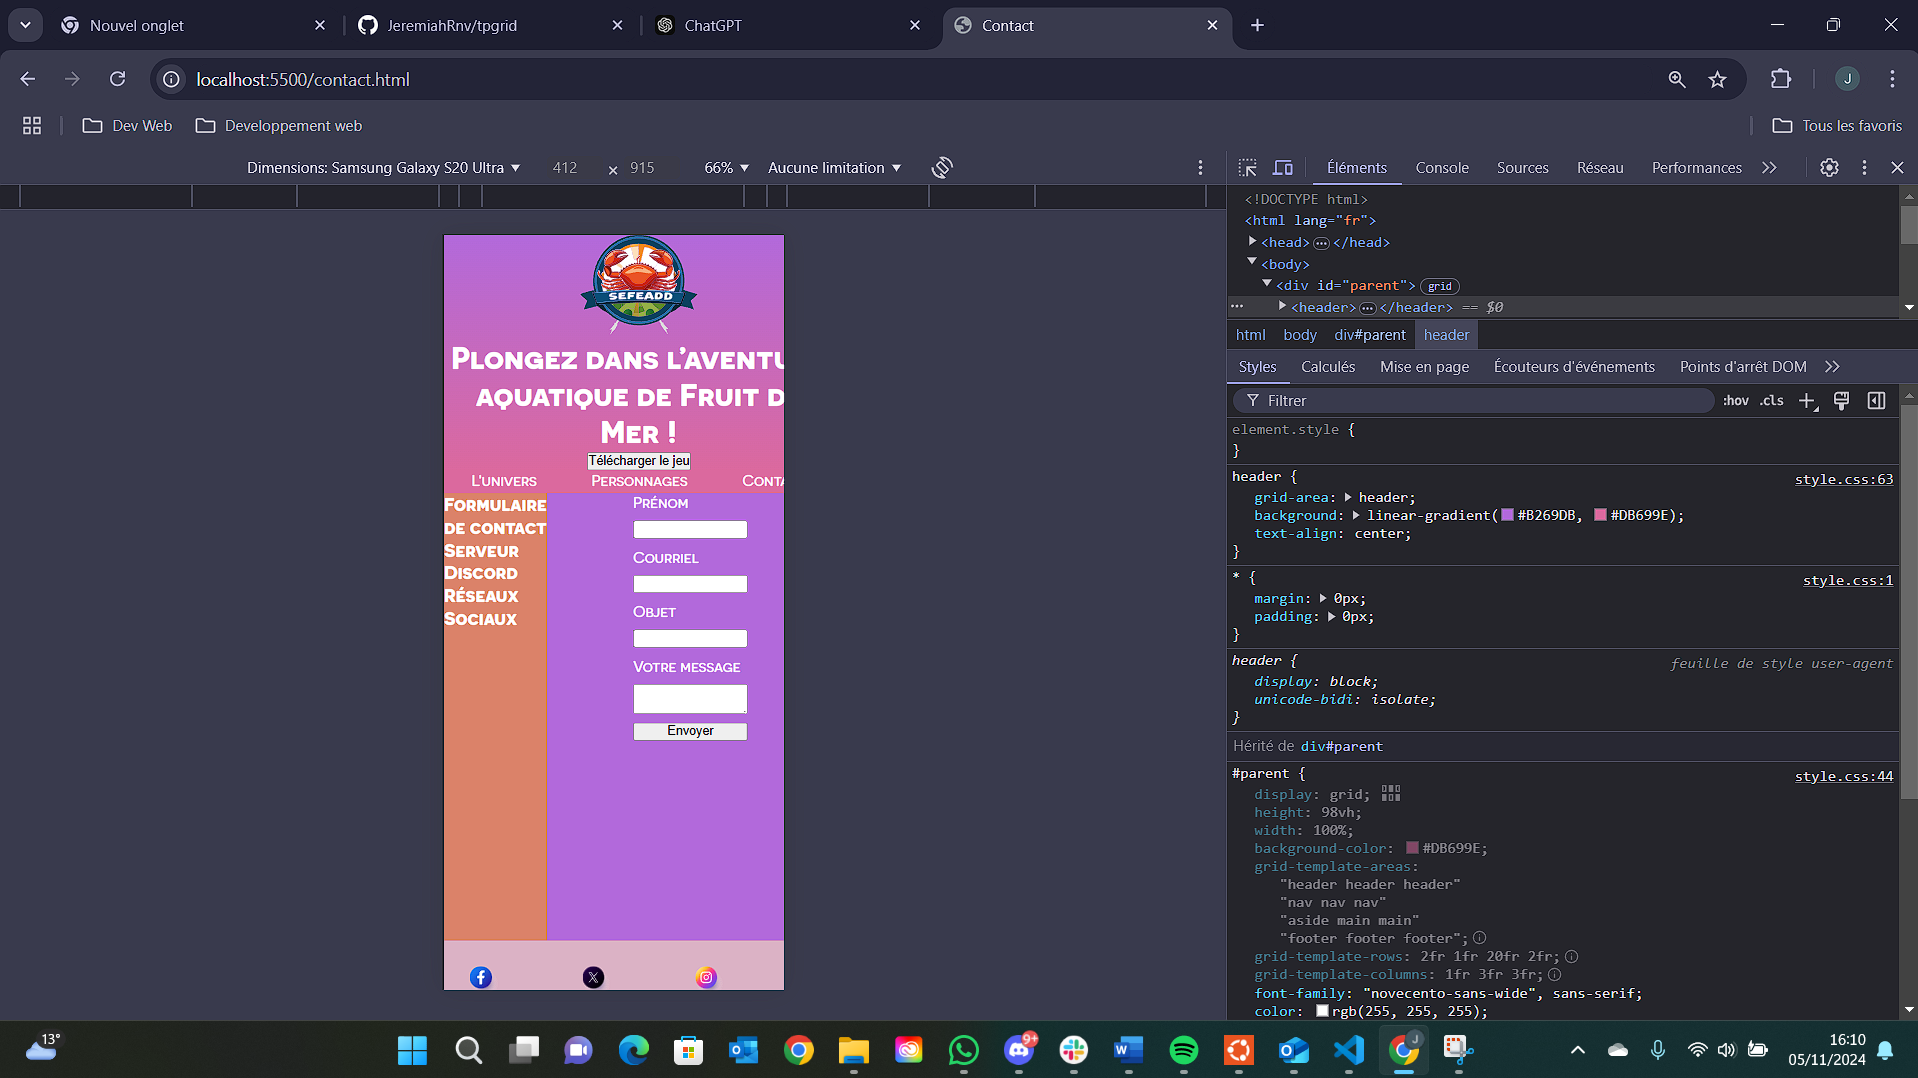 Nouvel onglet
JeremiahRnv/tpgrid
ChatGPT
Contact
localhost:5500/contact.html
J
Dev Web
Developpement web
Tous les favoris
Dimensions: Samsung Galaxy S20 Ultra
412
×
915
66%
Aucune limitation
Éléments
Console
Sources
Réseau
Performances
SEFEADD
Plongez dans l'aventu
aquatique de Fruit d
Mer !
Télécharger le jeu
L'univers
Personnages
Conta
Formulaire
de contact
Serveur
Discord
Réseaux
Sociaux
Prénom
Courriel
Objet
Votre message
Envoyer
<!DOCTYPE html>
<html lang="fr">
<head> … </head>
<body>
<div id="parent"> grid
… <header> … </header> == $0
html body div#parent header
Styles
Calculés
Mise en page
Écouteurs d'événements
Points d'arrêt DOM
Filtrer
:hov
.cls
element.style {
}
header {
style.css:63
grid-area: header;
background: linear-gradient( #B269DB, #DB699E);
text-align: center;
}
* {
style.css:1
margin: 0px;
padding: 0px;
}
header {
feuille de style user-agent
display: block;
unicode-bidi: isolate;
}
Hérité de div#parent
#parent {
style.css:44
display: grid;
height: 98vh;
width: 100%;
background-color: #DB699E;
grid-template-areas:
"header header header"
"nav nav nav"
"aside main main"
"footer footer footer";
grid-template-rows: 2fr 1fr 20fr 2fr;
grid-template-columns: 1fr 3fr 3fr;
font-family: "novecento-sans-wide", sans-serif;
color: rgb(255, 255, 255);
13°
9+
J
16:10
05/11/2024